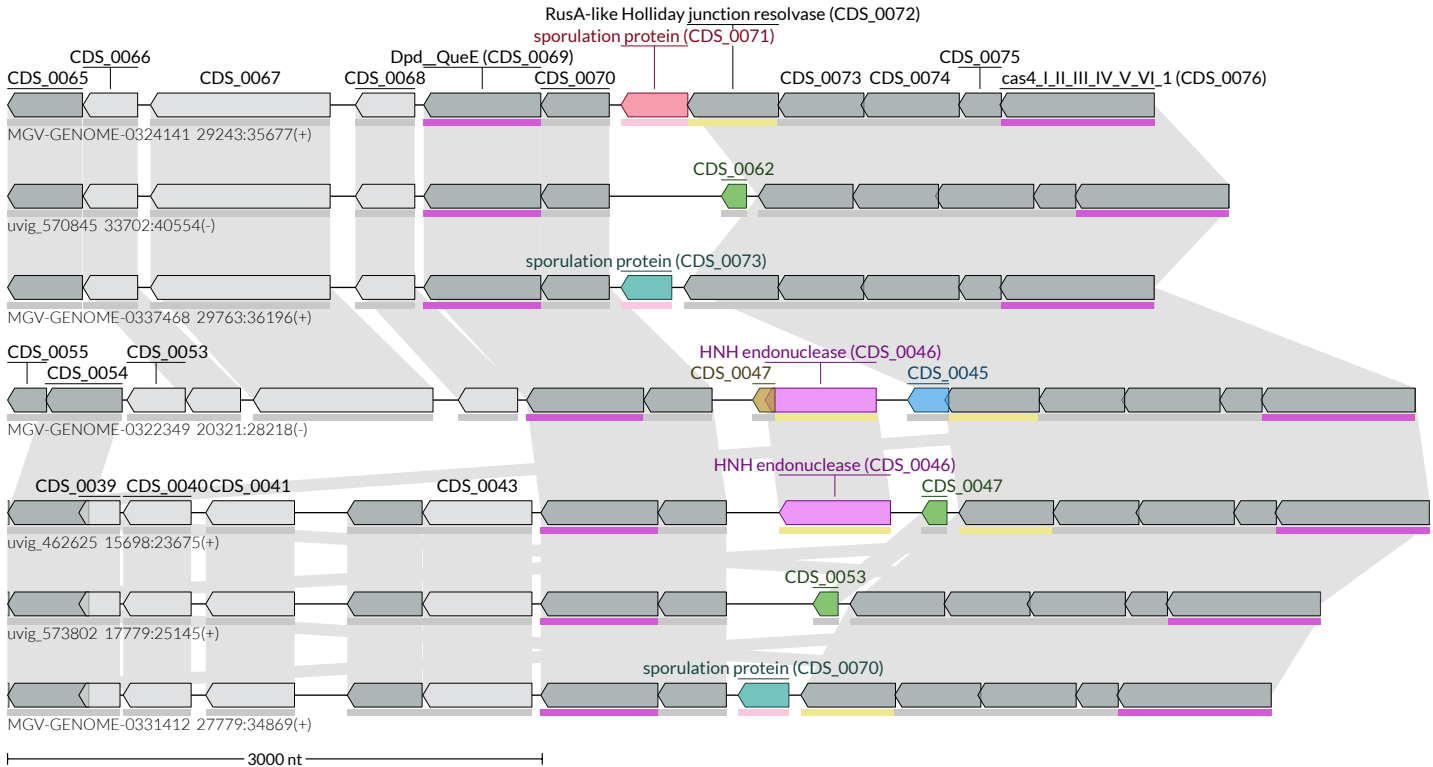 RusA-like Holliday junction resolvase (CDS_0072)
sporulation protein (CDS_0071)
CDS_0066 Dpd__QueE (CDS_0069) CDS_0075
CDS_0065 CDS_0067 CDS_0068 CDS_0070 CDS_0073 CDS_0074 cas4_I_II_III_IV_V_VI_1 (CDS_0076)
MGV-GENOME-0324141 29243:35677(+)
CDS_0062
uvig_570845 33702:40554(-)
sporulation protein (CDS_0073)
MGV-GENOME-0337468 29763:36196(+)
CDS_0055 CDS_0053 HNH endonuclease (CDS_0046)
CDS_0054 CDS_0047 CDS_0045
MGV-GENOME-0322349 20321:28218(-)
HNH endonuclease (CDS_0046)
CDS_0039 CDS_0040 CDS_0041 CDS_0043 CDS_0047
uvig_462625 15698:23675(+)
CDS_0053
uvig_573802 17779:25145(+)
sporulation protein (CDS_0070)
MGV-GENOME-0331412 27779:34869(+)
3000 nt